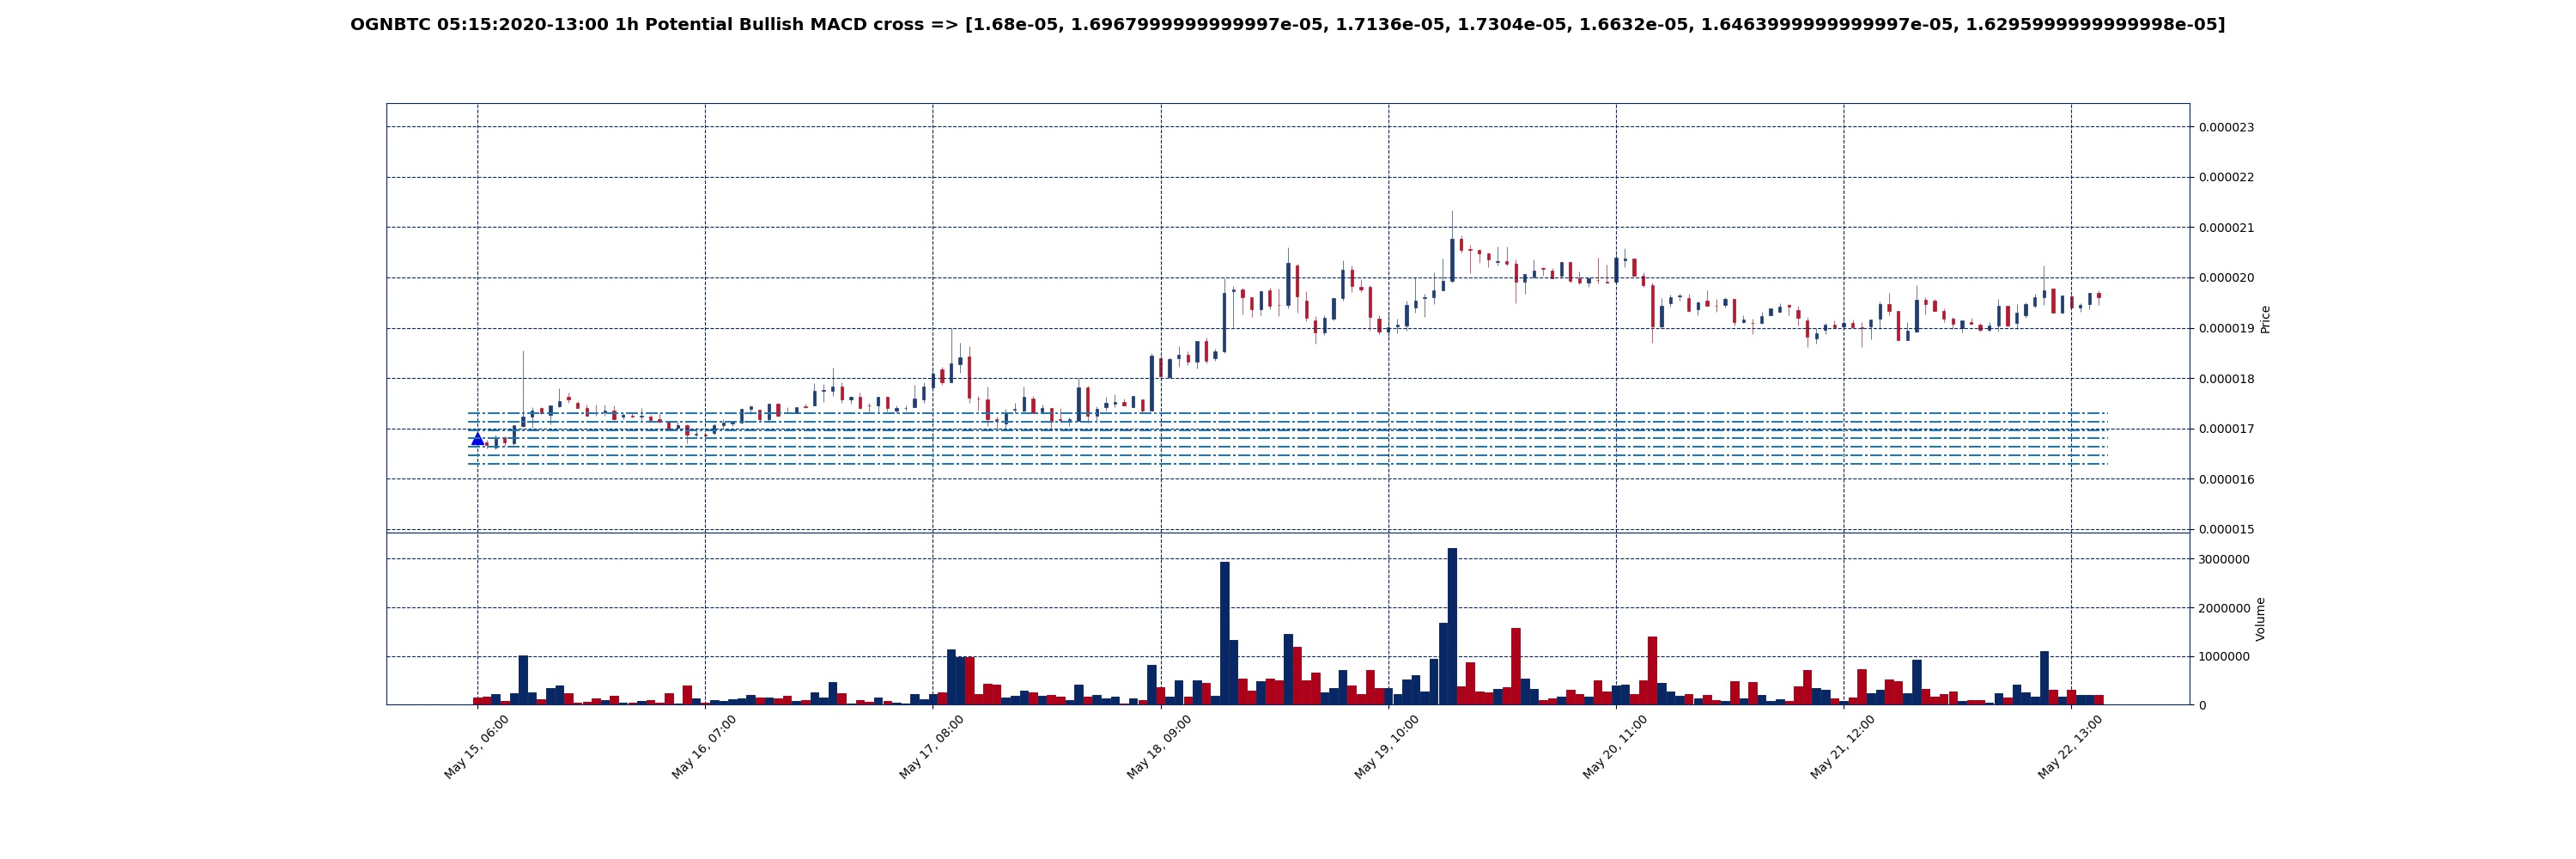 OGNBTC 05:15:2020-13:00 1h Potential Bullish MACD cross => [1.68e-05, 1.6967999999999997e-05, 1.7136e-05, 1.7304e-05, 1.6632e-05, 1.6463999999999997e-05, 1.6295999999999998e-05]
0.000023
0.000022
0.000021
0.000020
0.000019
0.000018
0.000017
0.000016
0.000015
Price
3000000
2000000
1000000
0
Volume
May 15, 06:00
May 16, 07:00
May 17, 08:00
May 18, 09:00
May 19, 10:00
May 20, 11:00
May 21, 12:00
May 22, 13:00